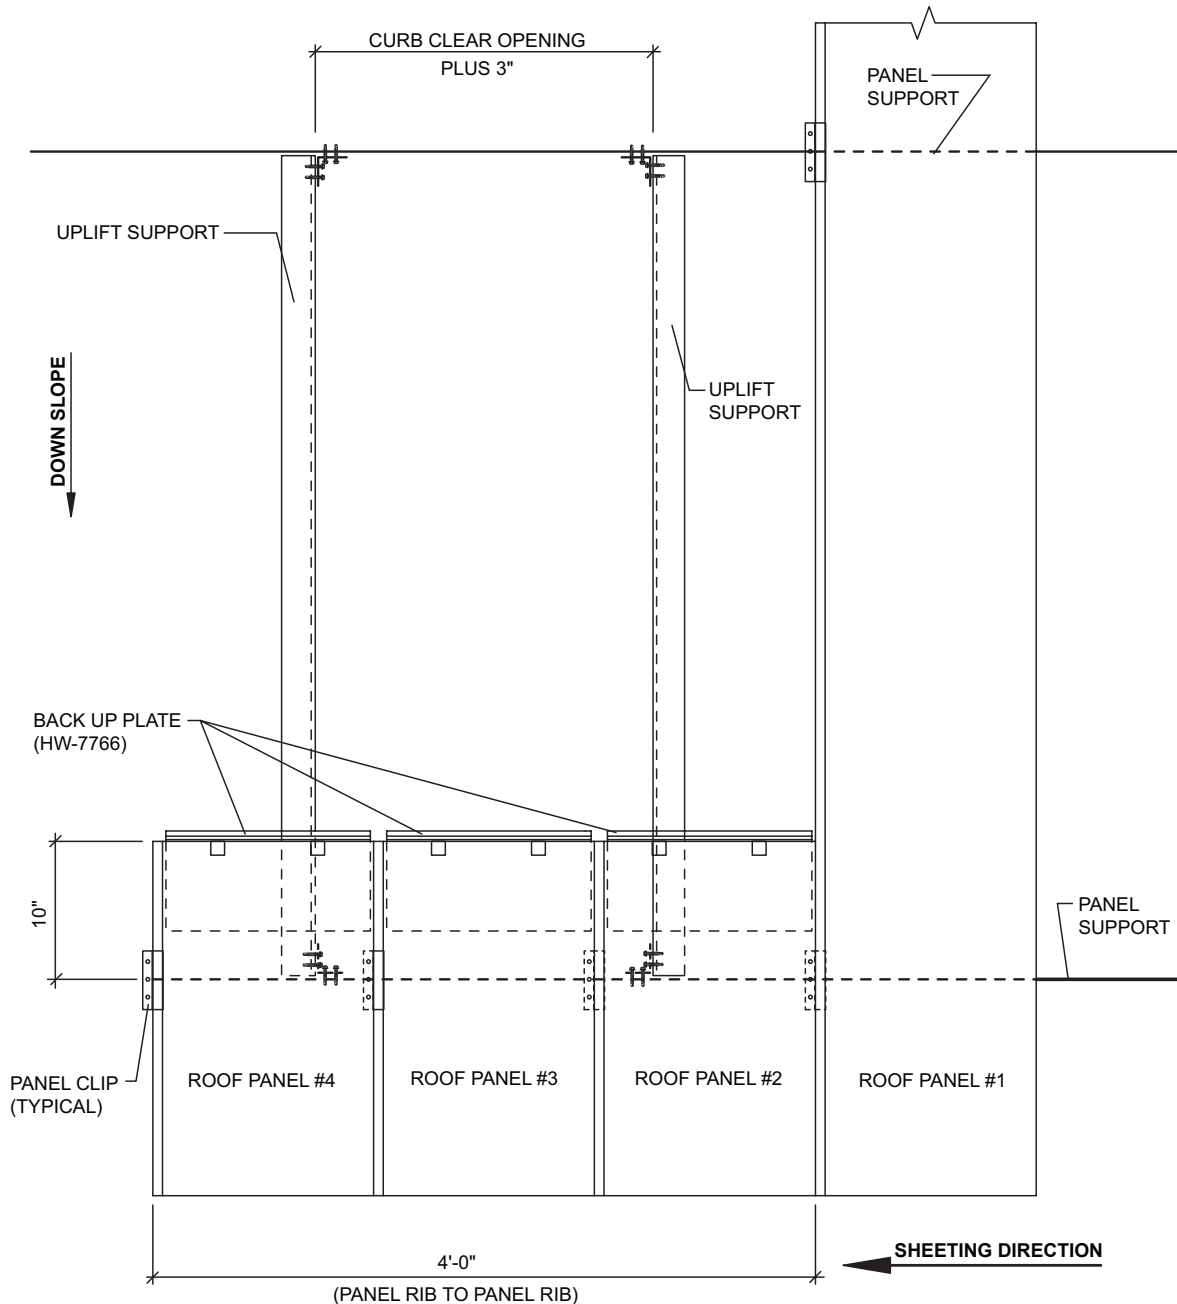 CURB CLEAR OPENING
PLUS 3"
PANEL
SUPPORT
UPLIFT SUPPORT
DOWN SLOPE
UPLIFT
SUPPORT
BACK UP PLATE
(HW-7766)
10"
PANEL
SUPPORT
PANEL CLIP
(TYPICAL)
ROOF PANEL #4
ROOF PANEL #3
ROOF PANEL #2
ROOF PANEL #1
4'-0"
(PANEL RIB TO PANEL RIB)
SHEETING DIRECTION